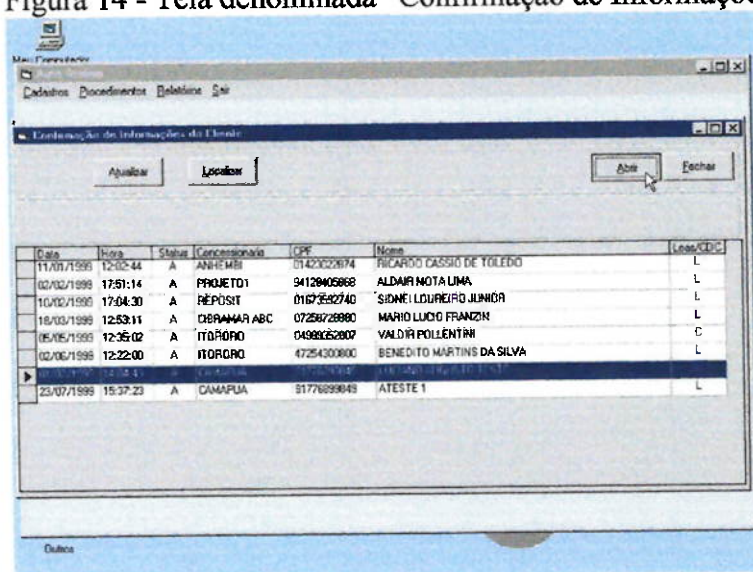 Figura 14 - Tela denominada "Confirmação de Informaçõe
Meu Computador
Cadastros Procedimentos Relatórios Sair
Confirmação de Informações do Cliente
Atualizar Localizar Abrir Fechar
Data Hora Status Concessionaria CPF Nome Leas/CDC
11/01/1999 12:02:44 A ANHEMBI 01423022874 RICARDO CASSIO DE TOLEDO L
02/02/1999 17:51:14 A PROJETO1 94128405868 ALDAIR MOTA LIMA L
10/02/1999 17:04:30 A REPOSIT 01673592740 SIDNEI LOUREIRO JUNIOR L
18/03/1999 12:53:11 A CIBRAMAR ABC 07258728880 MARIO LUCIO FRANZIN L
05/05/1999 12:35:02 A ITORORO 04989352807 VALDIR POLLENTINI C
02/06/1999 12:22:00 A ITORORO 47254300800 BENEDITO MARTINS DA SILVA L
23/07/1999 15:37:23 A CAMAPUA 91776899849 ATESTE 1 L
Outros